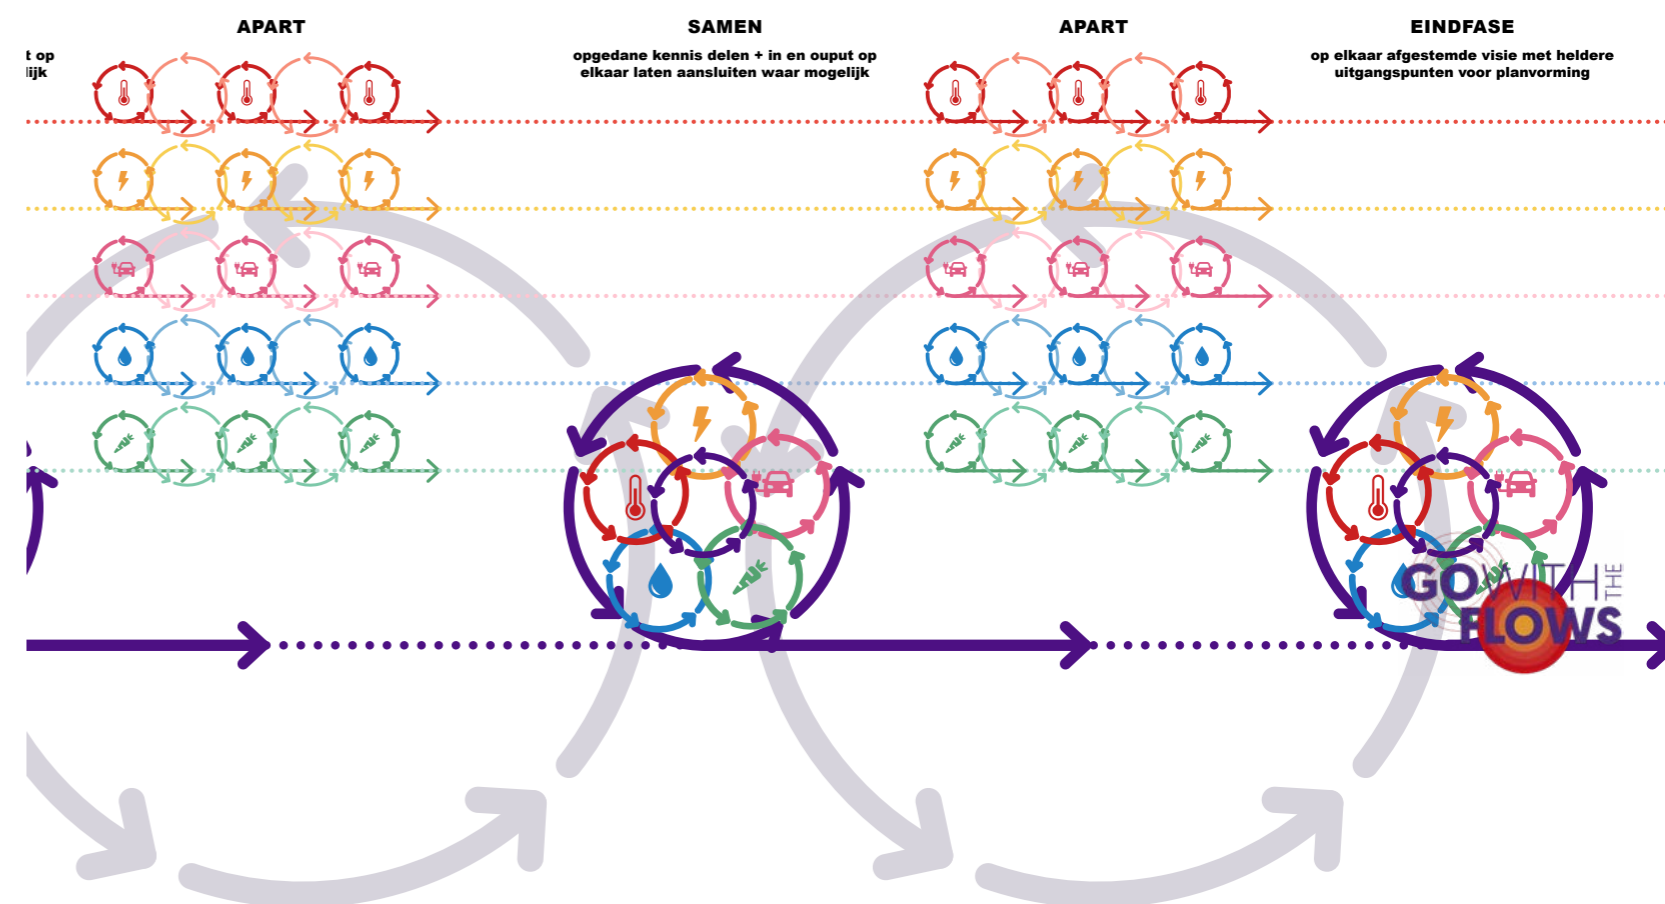 APART
SAMEN
APART
EINDFASE
t op
lijk
opgedane kennis delen + in en ouput op
elkaar laten aansluiten waar mogelijk
op elkaar afgestemde visie met heldere
uitgangspunten voor planvorming
GO WITH THE
FLOWS